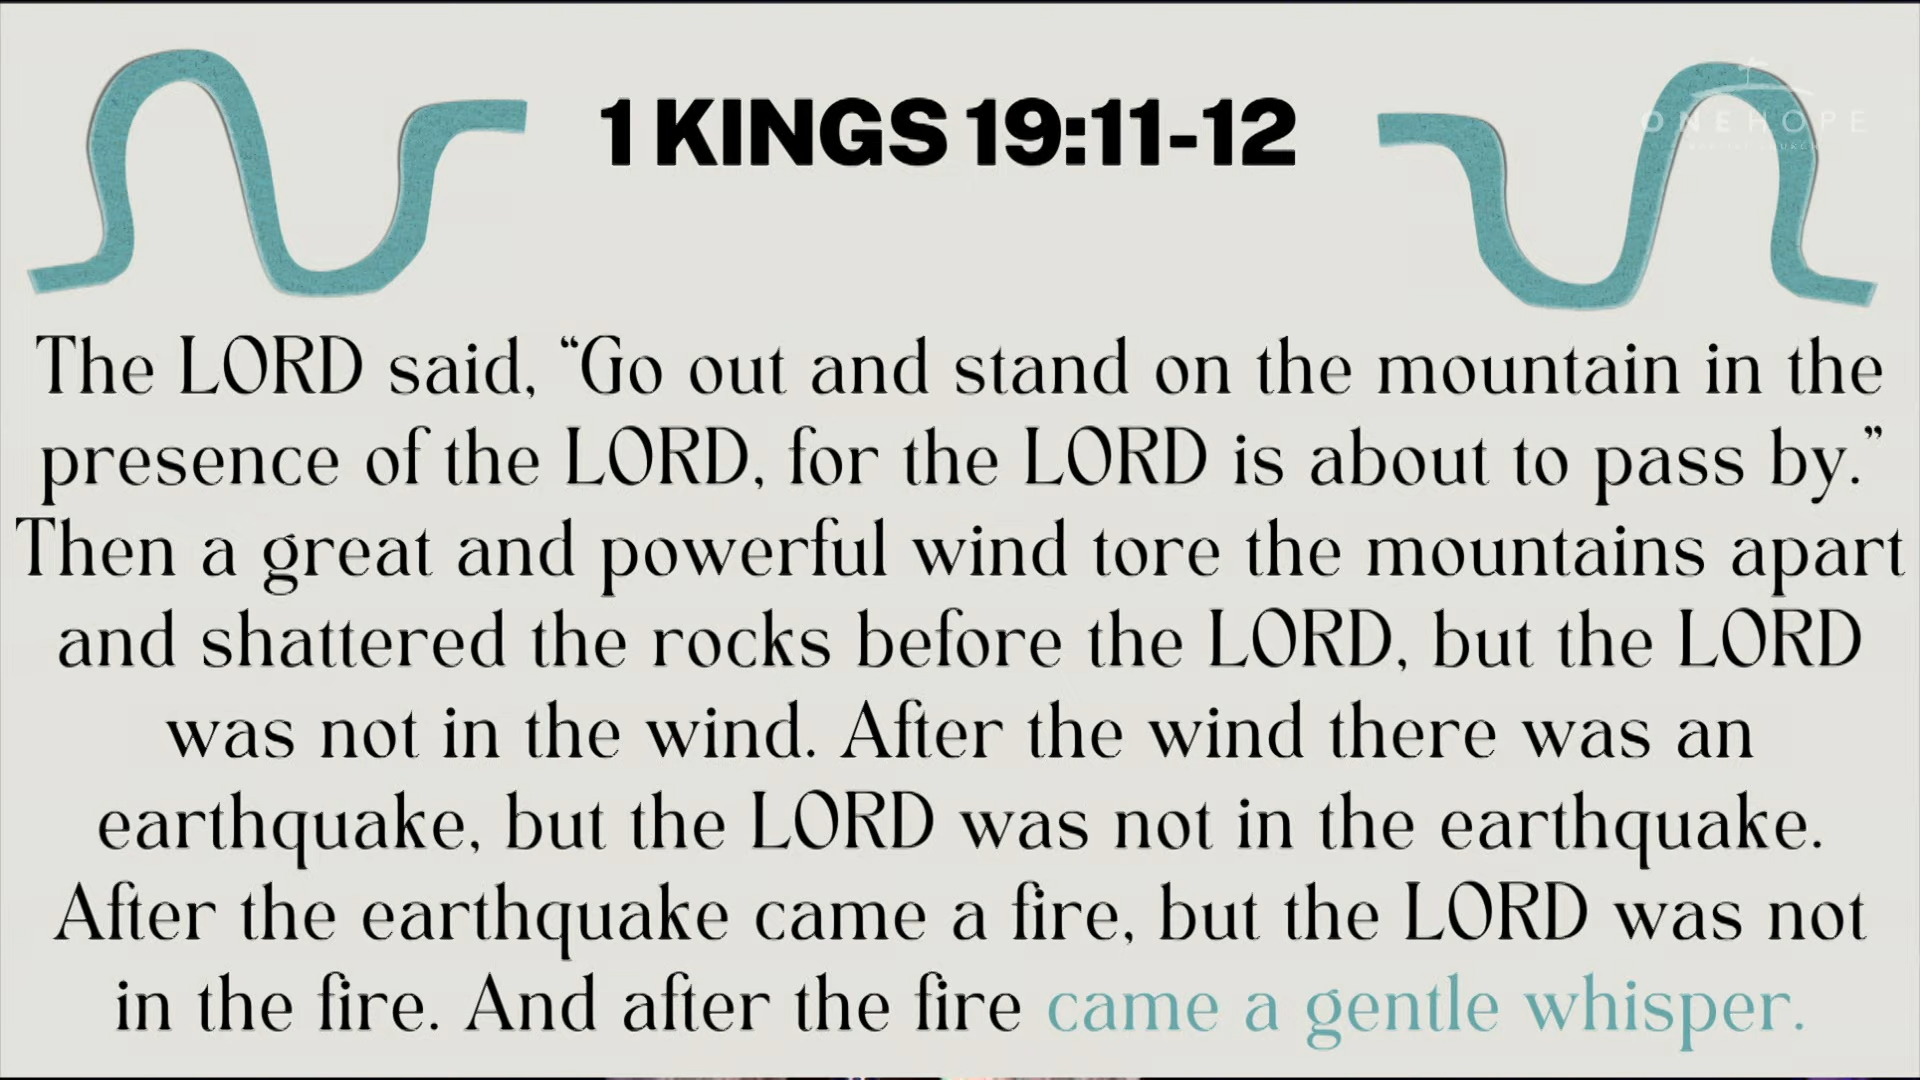 1 KINGS 19:11-12
ONEHOPE
The LORD said, “Go out and stand on the mountain in the
presence of the LORD, for the LORD is about to pass by.”
Then a great and powerful wind tore the mountains apart
and shattered the rocks before the LORD, but the LORD
was not in the wind. After the wind there was an
earthquake, but the LORD was not in the earthquake.
After the earthquake came a fire, but the LORD was not
in the fire. And after the fire came a gentle whisper.